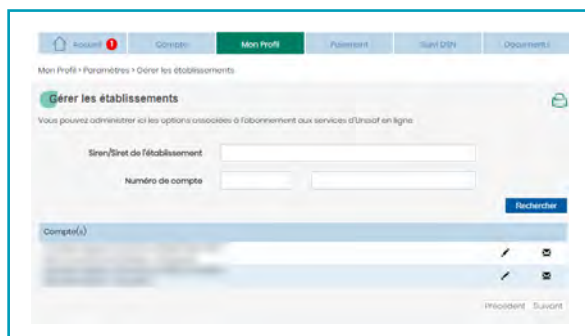 Accueil 1 Compte Mon Profil Paiement Suivi DSN Documents
Mon Profil > Paramètres > Gérer les établissements
Gérer les établissements
Vous pouvez administrer ici les options associées à l'abonnement aux services d'Urssaf en ligne
Siren/Siret de l'établissement
Numéro de compte
Rechercher
Compte(s)
Précédent Suivant